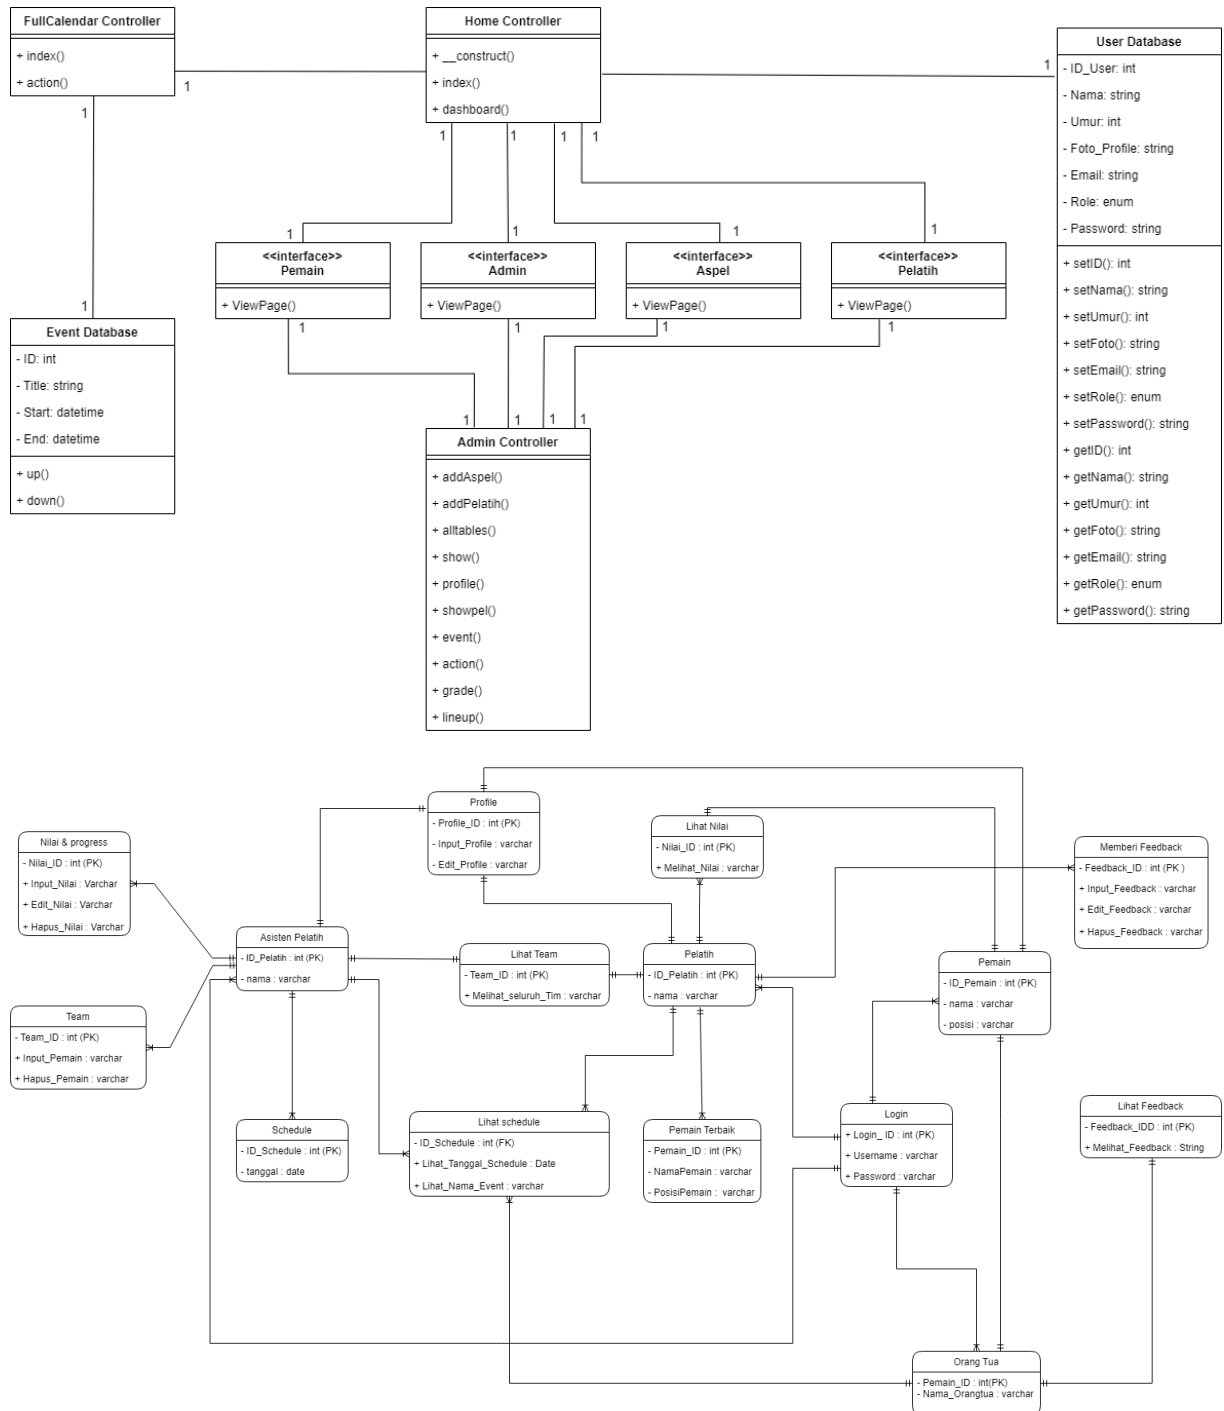 FullCalendar Controller
+ index()
+ action()
Home Controller
+ __construct()
+ index()
+ dashboard()
User Database
- ID_User: int
- Nama: string
- Umur: int
- Foto_Profile: string
- Email: string
- Role: enum
- Password: string
+ setID(): int
+ setNama(): string
+ setUmur(): int
+ setFoto(): string
+ setEmail(): string
+ setRole(): enum
+ setPassword(): string
+ getID(): int
+ getNama(): string
+ getUmur(): int
+ getFoto(): string
+ getEmail(): string
+ getRole(): enum
+ getPassword(): string
1
1
1
1
1
1
1
1
1
1
1
1
<<interface>>
Pemain
+ ViewPage()
<<interface>>
Admin
+ ViewPage()
<<interface>>
Aspel
+ ViewPage()
<<interface>>
Pelatih
+ ViewPage()
1
1
1
1
1
1
1
1
Event Database
- ID: int
- Title: string
- Start: datetime
- End: datetime
+ up()
+ down()
Admin Controller
+ addAspel()
+ addPelatih()
+ alltables()
+ show()
+ profile()
+ showpel()
+ event()
+ action()
+ grade()
+ lineup()
Profile
- Profile_ID : int (PK)
- Input_Profile : varchar
- Edit_Profile : varchar
Lihat Nilai
- Nilai_ID : int (PK)
+ Melihat_Nilai : varchar
Nilai & progress
- Nilai_ID : int (PK)
+ Input_Nilai : Varchar
+ Edit_Nilai : Varchar
+ Hapus_Nilai : Varchar
Memberi Feedback
- Feedback_ID : int (PK )
+ Input_Feedback : varchar
+ Edit_Feedback : varchar
+ Hapus_Feedback : varchar
Asisten Pelatih
- ID_Pelatih : int (PK)
- nama : varchar
Lihat Team
- Team_ID : int (PK)
+ Melihat_seluruh_Tim : varchar
Pelatih
- ID_Pelatih : int (PK)
- nama : varchar
Pemain
- ID_Pemain : int (PK)
- nama : varchar
- posisi : varchar
Team
- Team_ID : int (PK)
+ Input_Pemain : varchar
+ Hapus_Pemain : varchar
Schedule
- ID_Schedule : int (PK)
- tanggal : date
Lihat schedule
- ID_Schedule : int (FK)
+ Lihat_Tanggal_Schedule : Date
+ Lihat_Nama_Event : varchar
Pemain Terbaik
- Pemain_ID : int (PK)
- NamaPemain : varchar
- PosisiPemain : varchar
Login
+ Login_ ID : int (PK)
+ Username : varchar
+ Password : varchar
Lihat Feedback
- Feedback_IDD : int (PK)
+ Melihat_Feedback : String
Orang Tua
- Pemain_ID : int(PK)
- Nama_Orangtua : varchar